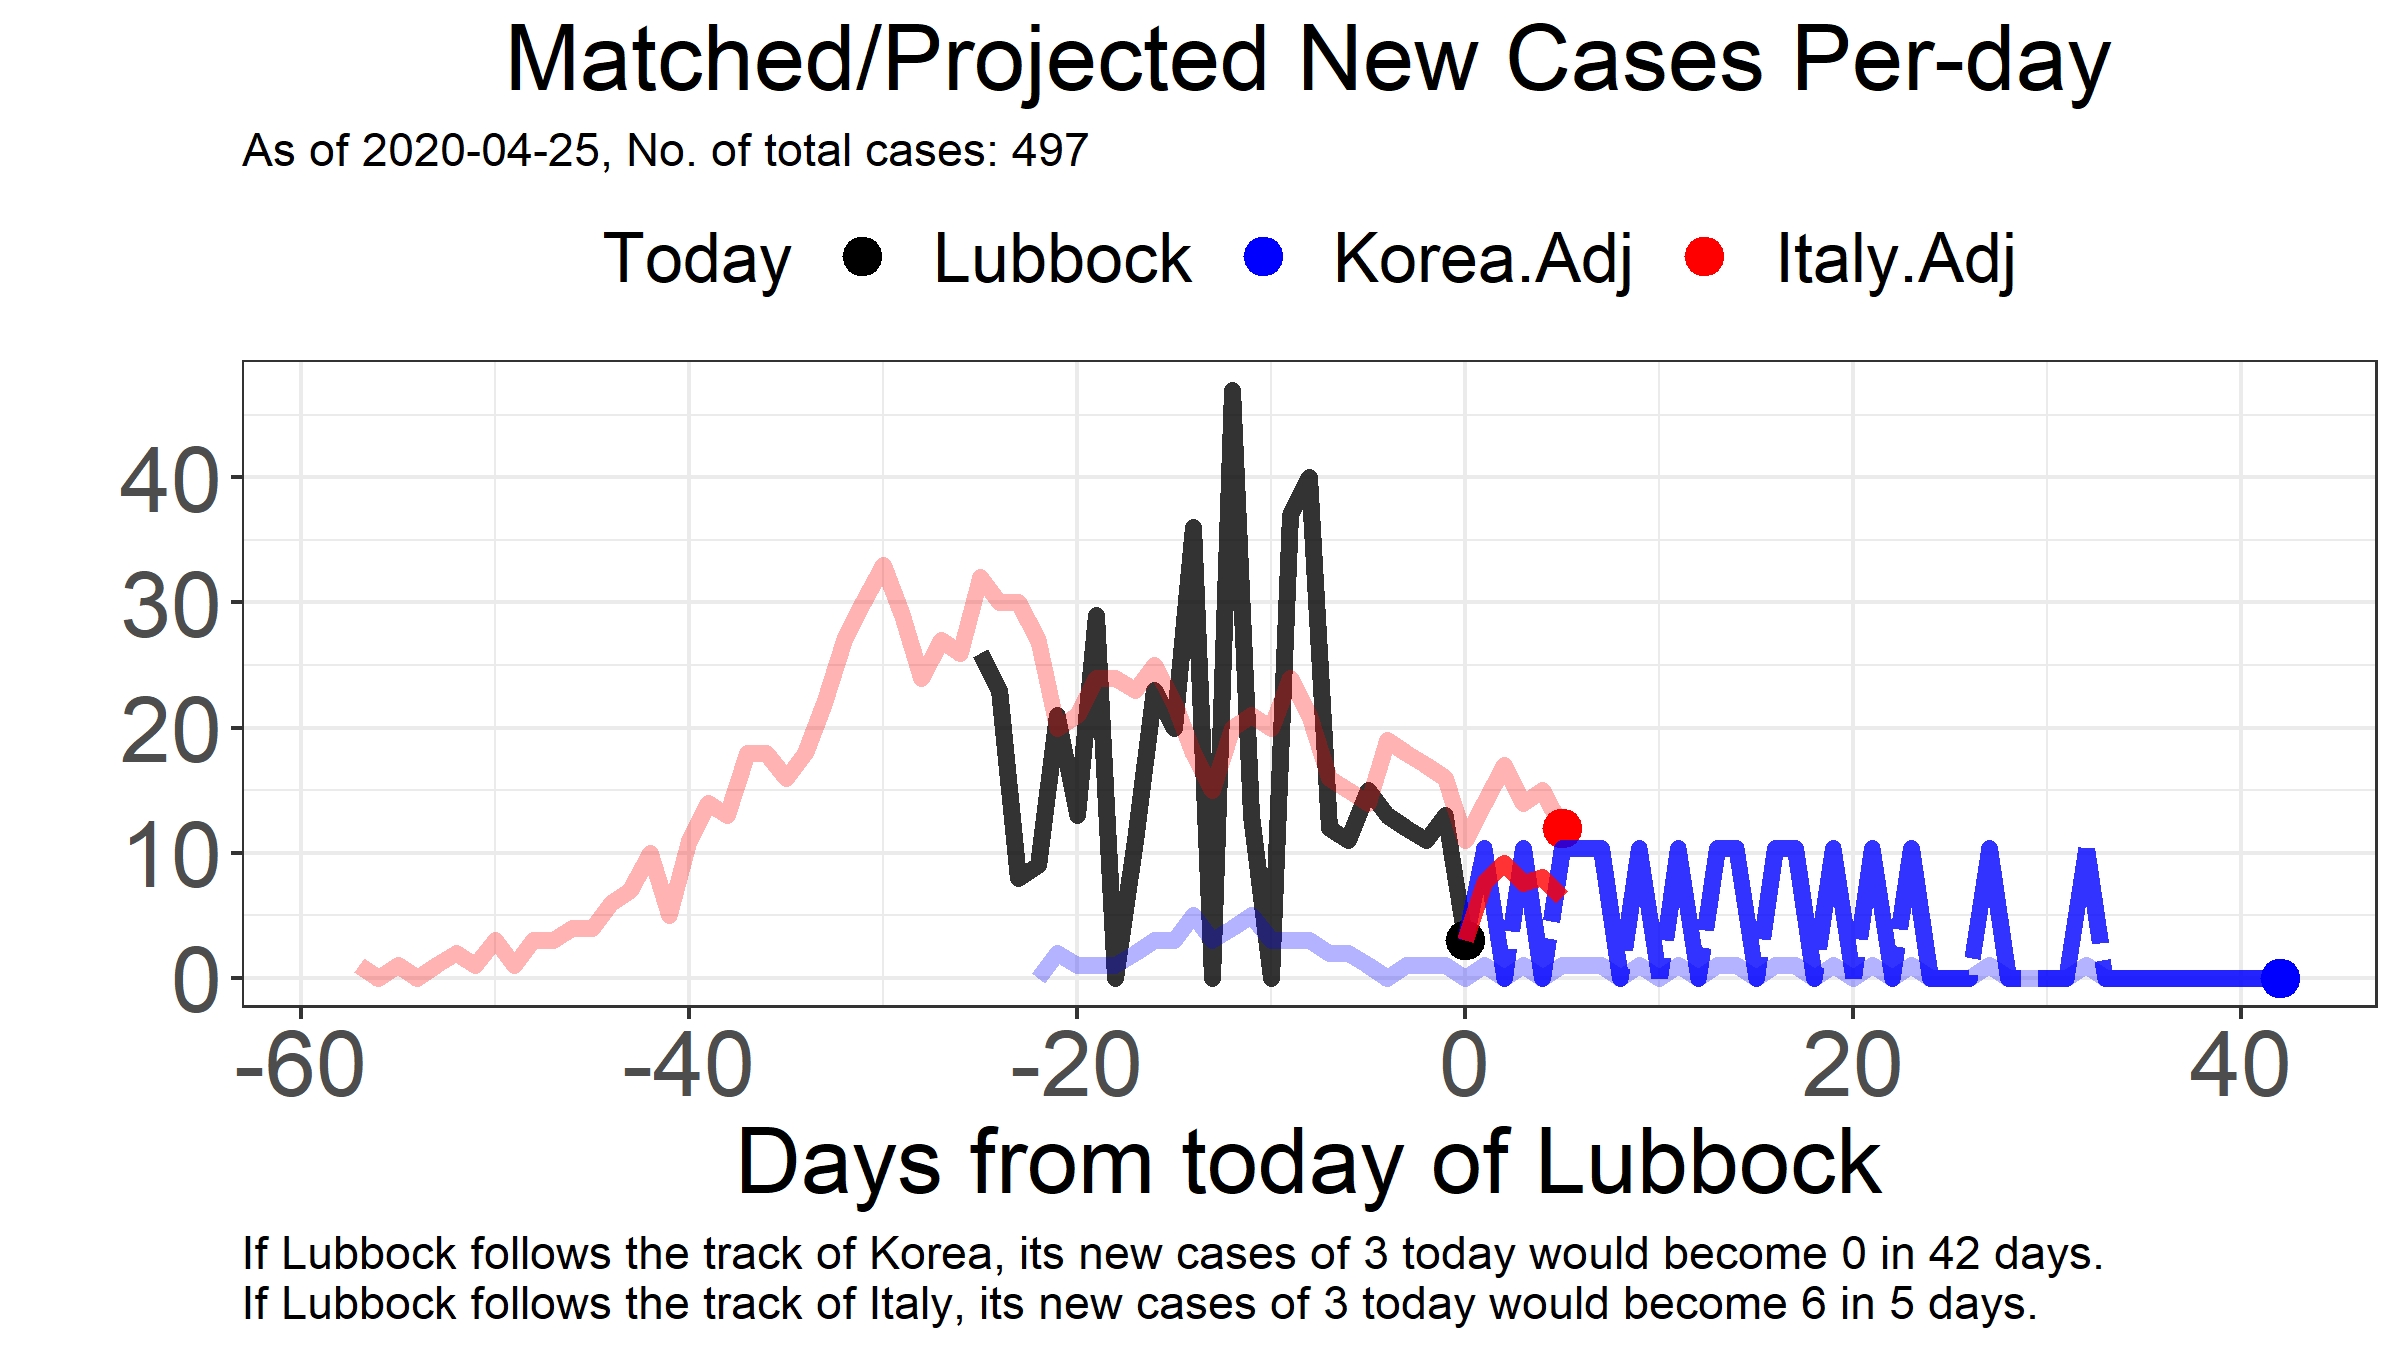 Matched/Projected New Cases Per-day
As of 2020-04-25, No. of total cases: 497
Today Lubbock Korea.Adj Italy.Adj
40
30
20
10
0
-60 -40 -20 0 20 40
Days from today of Lubbock
If Lubbock follows the track of Korea, its new cases of 3 today would become 0 in 42 days.
If Lubbock follows the track of Italy, its new cases of 3 today would become 6 in 5 days.